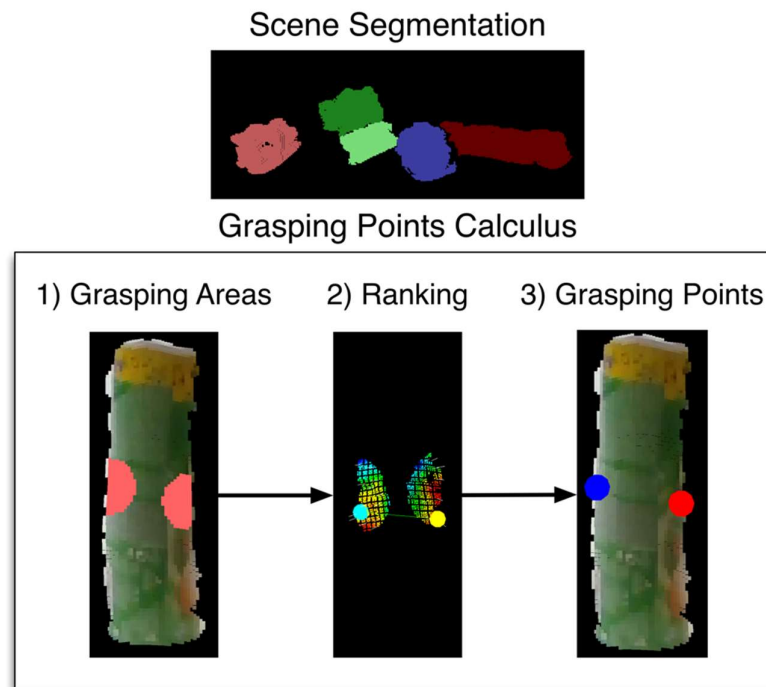 Scene Segmentation
Grasping Points Calculus
1) Grasping Areas
2) Ranking
3) Grasping Points